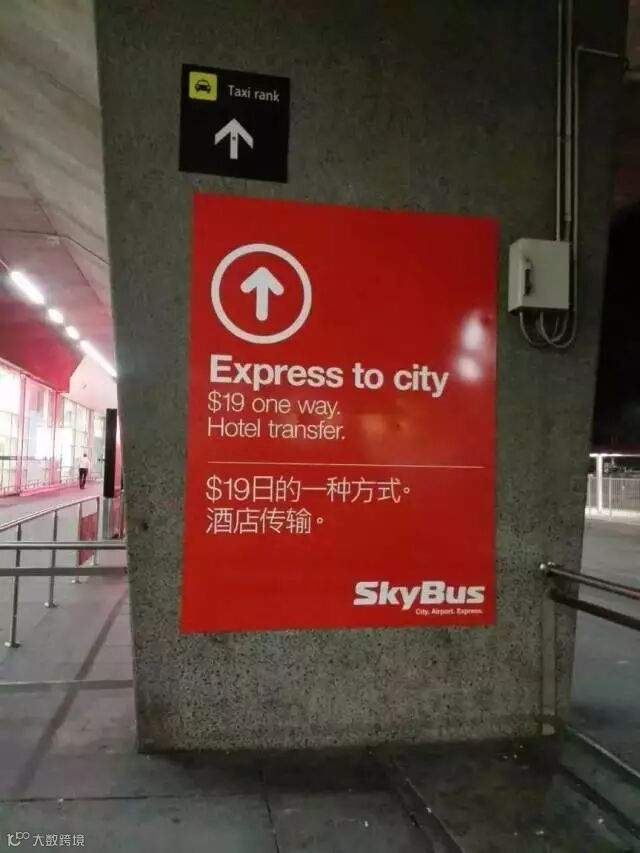 Taxi rank
Express to city
$19 one way.
Hotel transfer.
$19日的一种方式。
酒店传输。
SkyBus
City. Airport. Express.
大数跨境